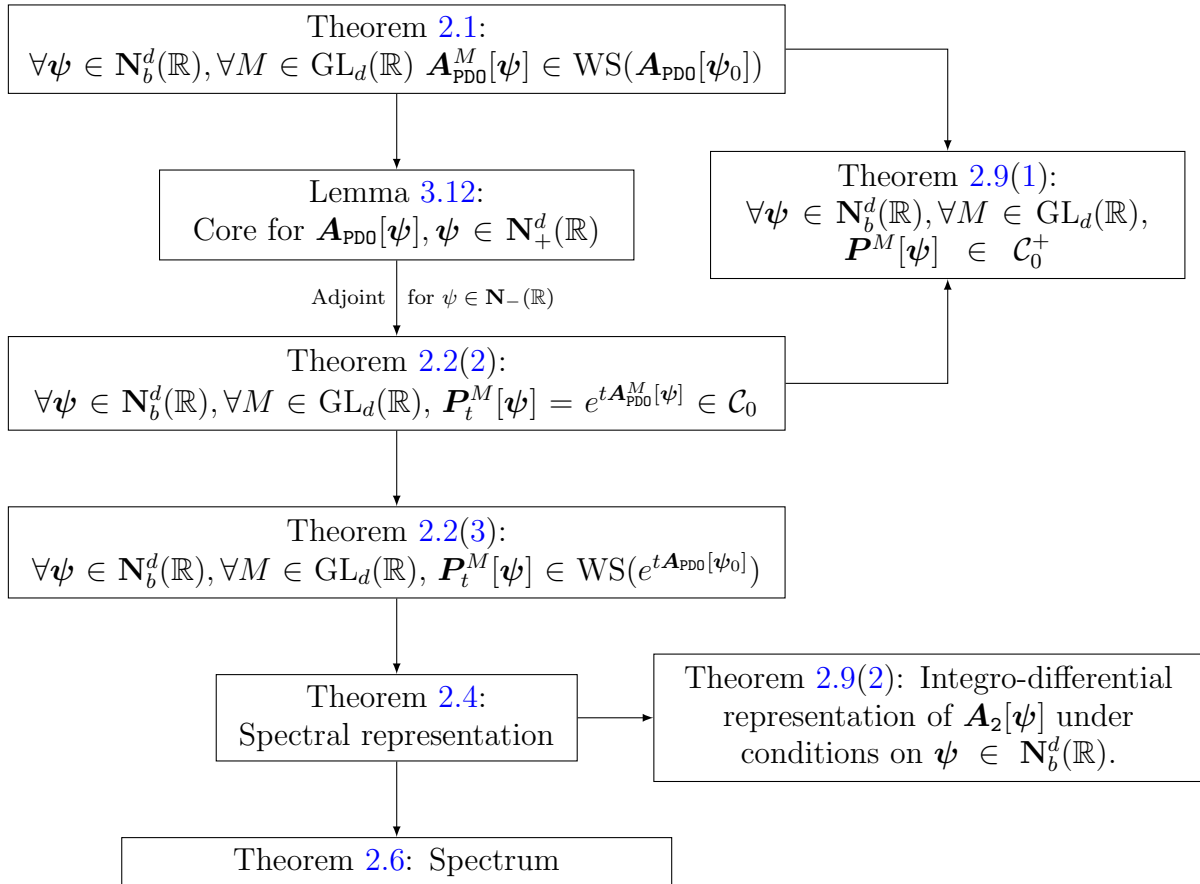 Theorem 2.1:
∀𝝍 ∈ 𝐍_b^d(ℝ), ∀M ∈ GL_d(ℝ) 𝑨_PDO^M[𝝍] ∈ WS(𝑨_PDO[𝝍_0])
Lemma 3.12:
Core for 𝑨_PDO[𝝍], 𝝍 ∈ 𝐍_+^d(ℝ)
Theorem 2.9(1):
∀𝝍 ∈ 𝐍_b^d(ℝ), ∀M ∈ GL_d(ℝ),
𝑷^M[𝝍] ∈ 𝒞_0^+
Adjoint for ψ ∈ 𝐍_−(ℝ)
Theorem 2.2(2):
∀𝝍 ∈ 𝐍_b^d(ℝ), ∀M ∈ GL_d(ℝ), 𝑷_t^M[𝝍] = e^{t𝑨_PDO^M[𝝍]} ∈ 𝒞_0
Theorem 2.2(3):
∀𝝍 ∈ 𝐍_b^d(ℝ), ∀M ∈ GL_d(ℝ), 𝑷_t^M[𝝍] ∈ WS(e^{t𝑨_PDO[𝝍_0]})
Theorem 2.4:
Spectral representation
Theorem 2.9(2): Integro-differential
representation of 𝑨_2[𝝍] under
conditions on 𝝍 ∈ 𝐍_b^d(ℝ).
Theorem 2.6: Spectrum